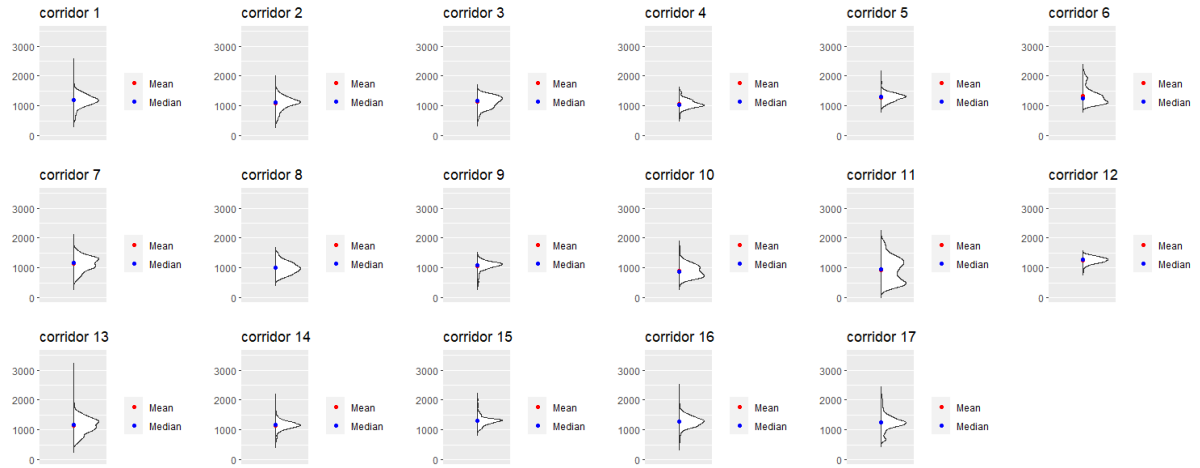 corridor 1 corridor 2 corridor 3 corridor 4 corridor 5 corridor 6
3000 3000 3000 3000 3000 3000
2000 Mean 2000 Mean 2000 Mean 2000 Mean 2000 Mean 2000 Mean
1000 Median 1000 Median 1000 Median 1000 Median 1000 Median 1000 Median
0 0 0 0 0 0
corridor 7 corridor 8 corridor 9 corridor 10 corridor 11 corridor 12
3000 3000 3000 3000 3000 3000
2000 Mean 2000 Mean 2000 Mean 2000 Mean 2000 Mean 2000 Mean
1000 Median 1000 Median 1000 Median 1000 Median 1000 Median 1000 Median
0 0 0 0 0 0
corridor 13 corridor 14 corridor 15 corridor 16 corridor 17
3000 3000 3000 3000 3000
2000 Mean 2000 Mean 2000 Mean 2000 Mean 2000 Mean
1000 Median 1000 Median 1000 Median 1000 Median 1000 Median
0 0 0 0 0